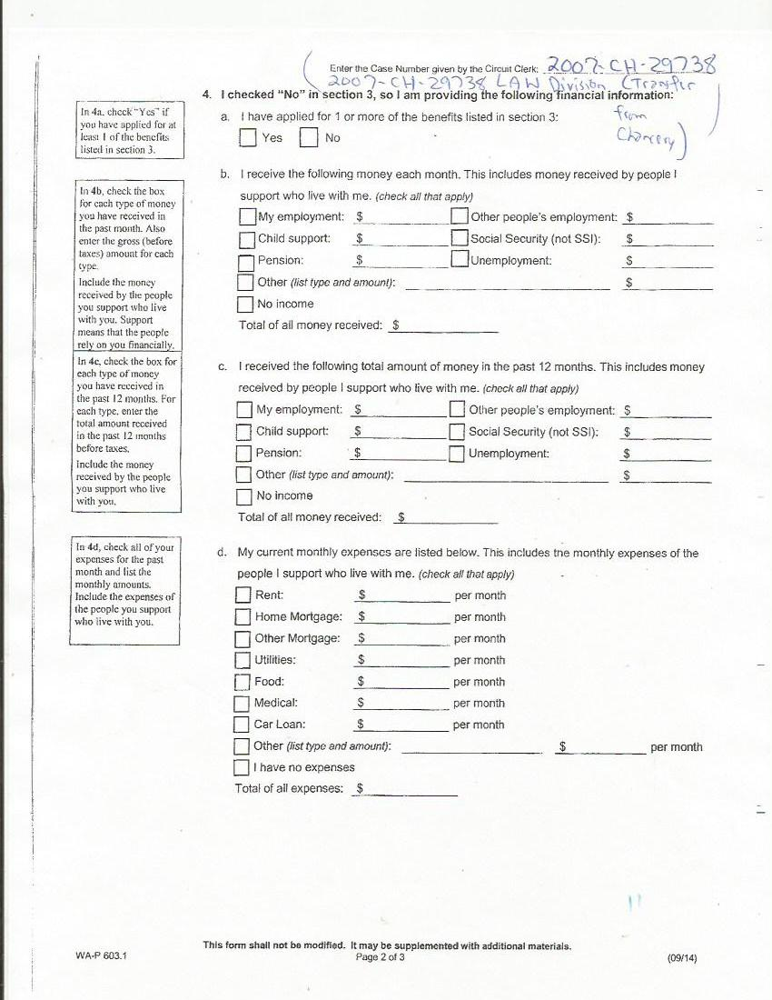 Enter the Case Number given by the Circuit Clerk: 2007-CH-29738
(2007-CH-29738 LAW Division (Transfer
from
Chancery)
4. I checked "No" in section 3, so I am providing the following financial information:
In 4a, check "Yes" if
you have applied for at
least 1 of the benefits
listed in section 3.
a. I have applied for 1 or more of the benefits listed in section 3:
Yes No
In 4b, check the box
for each type of money
you have received in
the past month. Also
enter the gross (before
taxes) amount for each
type.
Include the money
received by the people
you support who live
with you. Support
means that the people
rely on you financially.
b. I receive the following money each month. This includes money received by people I
support who live with me. (check all that apply)
My employment: $ Other people's employment: $
Child support: $ Social Security (not SSI): $
Pension: $ Unemployment: $
Other (list type and amount): $
No income
Total of all money received: $
In 4c, check the box for
each type of money
you have received in
the past 12 months. For
each type, enter the
total amount received
in the past 12 months
before taxes.
Include the money
received by the people
you support who live
with you.
c. I received the following total amount of money in the past 12 months. This includes money
received by people I support who live with me. (check all that apply)
My employment: $ Other people's employment: $
Child support: $ Social Security (not SSI): $
Pension: $ Unemployment: $
Other (list type and amount): $
No income
Total of all money received: $
In 4d, check all of your
expenses for the past
month and list the
monthly amounts.
Include the expenses of
the people you support
who live with you.
d. My current monthly expenses are listed below. This includes the monthly expenses of the
people I support who live with me. (check all that apply)
Rent: $ per month
Home Mortgage: $ per month
Other Mortgage: $ per month
Utilities: $ per month
Food: $ per month
Medical: $ per month
Car Loan: $ per month
Other (list type and amount): $ per month
I have no expenses
Total of all expenses: $
This form shall not be modified. It may be supplemented with additional materials.
WA-P 603.1 Page 2 of 3 (09/14)